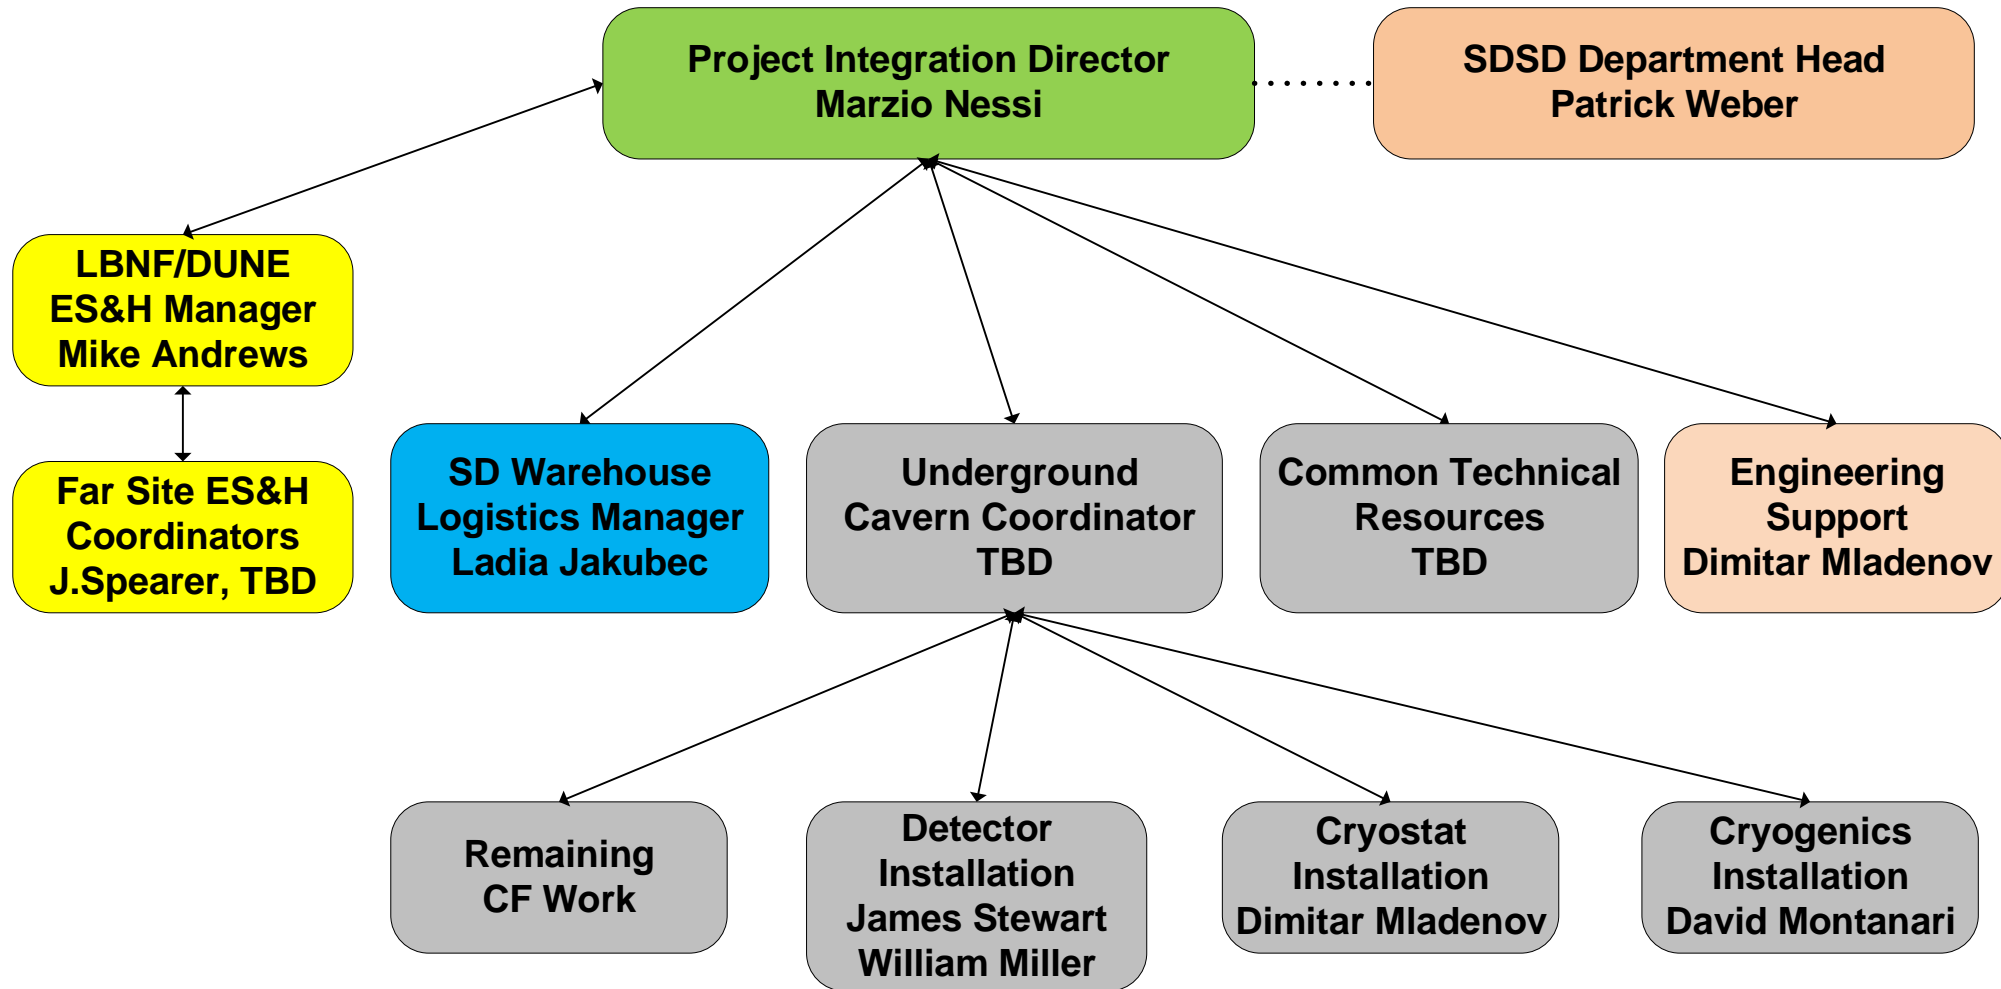 Project Integration Director
Marzio Nessi
SDSD Department Head
Patrick Weber
LBNF/DUNE
ES&H Manager
Mike Andrews
Far Site ES&H
Coordinators
J.Spearer, TBD
SD Warehouse
Logistics Manager
Ladia Jakubec
Underground
Cavern Coordinator
TBD
Common Technical
Resources
TBD
Engineering
Support
Dimitar Mladenov
Remaining
CF Work
Detector
Installation
James Stewart
William Miller
Cryostat
Installation
Dimitar Mladenov
Cryogenics
Installation
David Montanari